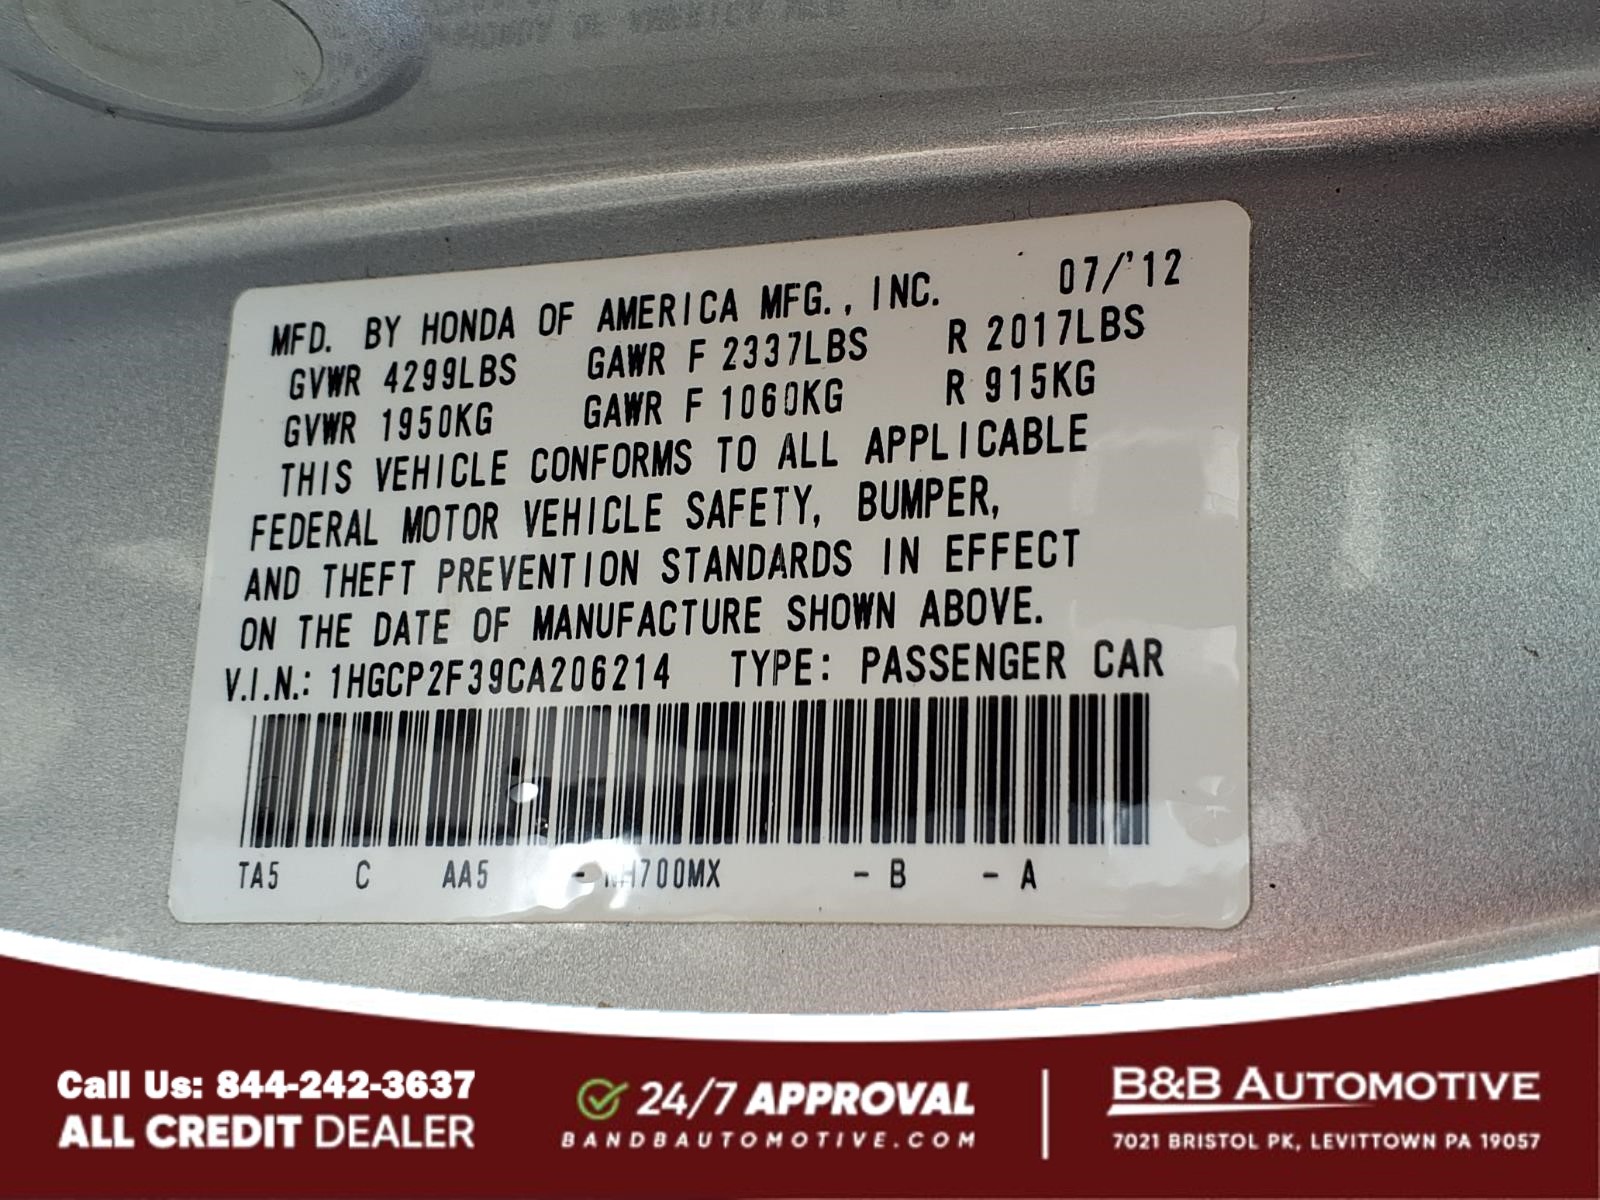 MFD. BY HONDA OF AMERICA MFG., INC. 07/'12
GVWR 4299LBS GAWR F 2337LBS R 2017LBS
GVWR 1950KG GAWR F 1060KG R 915KG
THIS VEHICLE CONFORMS TO ALL APPLICABLE
FEDERAL MOTOR VEHICLE SAFETY, BUMPER,
AND THEFT PREVENTION STANDARDS IN EFFECT
ON THE DATE OF MANUFACTURE SHOWN ABOVE.
V.I.N.: 1HGCP2F39CA206214 TYPE: PASSENGER CAR
TA5 C AA5 - NH700MX - B - A
Call Us: 844-242-3637
ALL CREDIT DEALER
24/7 APPROVAL
BANDBAUTOMOTIVE.COM
B&B AUTOMOTIVE
7021 BRISTOL PK, LEVITTOWN PA 19057